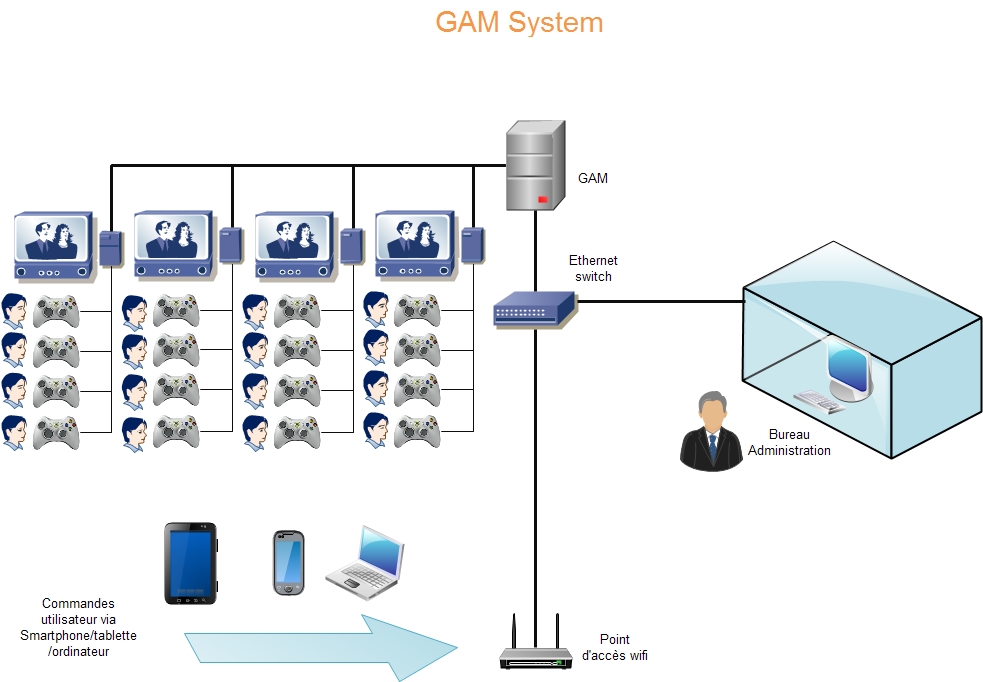 GAM System
GAM
Ethernet
switch
Bureau
Administration
Commandes
utilisateur via
Smartphone/tablette
/ordinateur
Point
d'accès wifi